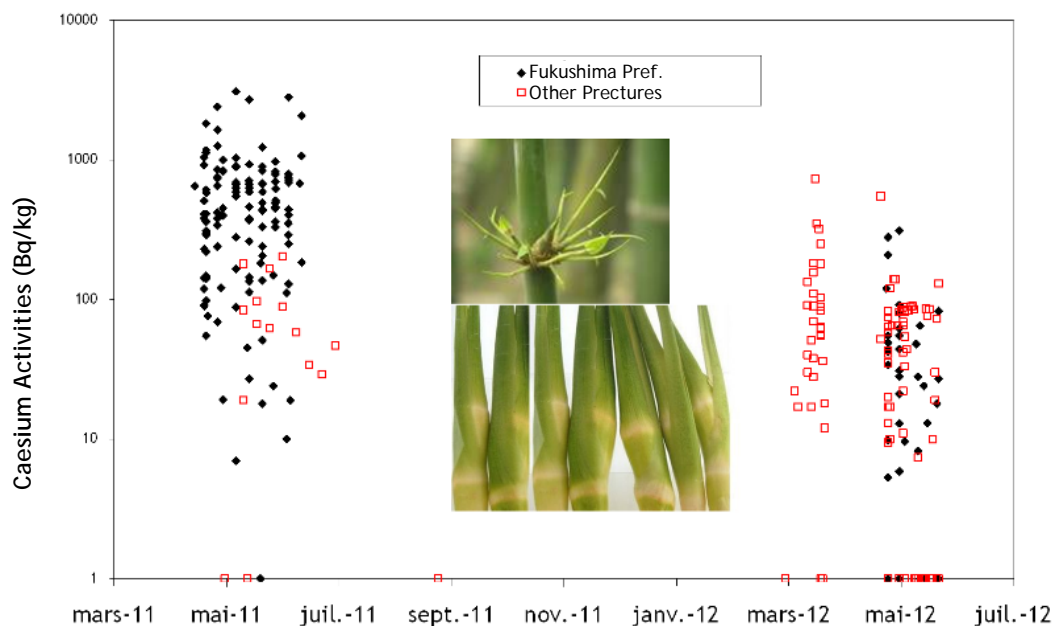 10000
1000
100
10
1
Caesium Activities (Bq/kg)
Fukushima Pref.
Other Prectures
mars-11 mai-11 juil.-11 sept.-11 nov.-11 janv.-12 mars-12 mai-12 juil.-12